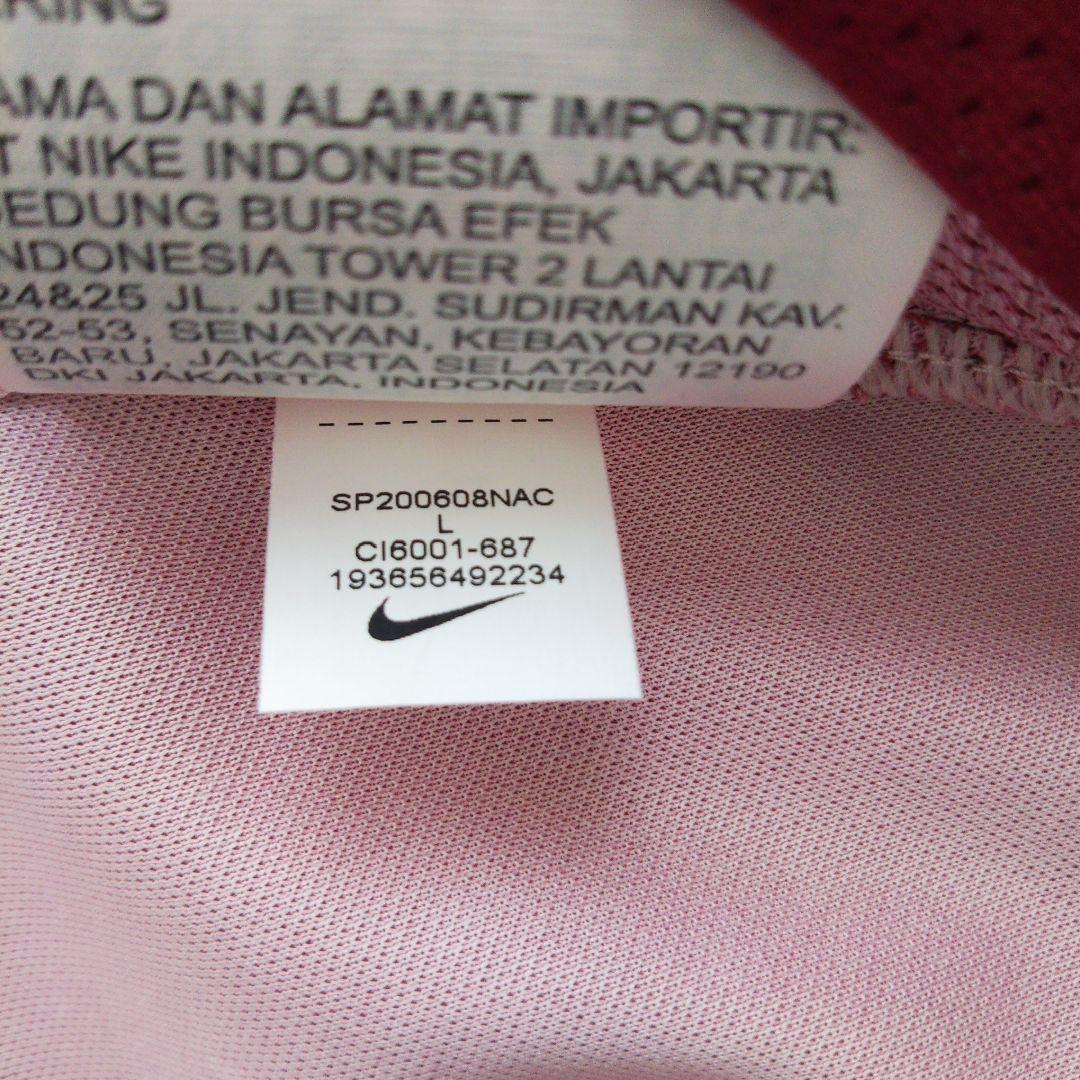 RING
AMA DAN ALAMAT IMPORTIR:
T NIKE INDONESIA, JAKARTA
EDUNG BURSA EFEK
NDONESIA TOWER 2 LANTAI
24&25 JL. JEND. SUDIRMAN KAV.
52-53, SENAYAN, KEBAYORAN
BARU, JAKARTA SELATAN 12190
DKI JAKARTA, INDONESIA
SP200608NAC
L
CI6001-687
193656492234